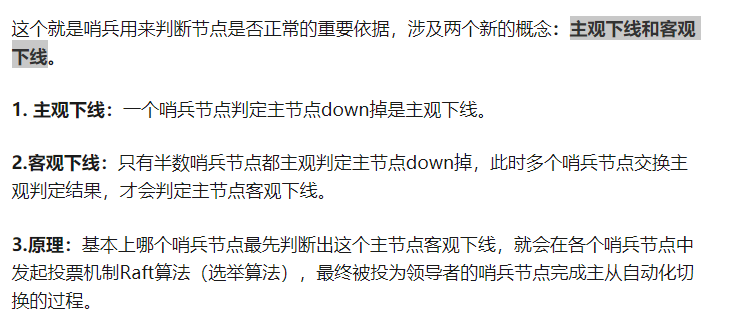 这个就是哨兵用来判断节点是否正常的重要依据，涉及两个新的概念：主观下线和客观
下线。
1. 主观下线：一个哨兵节点判定主节点down掉是主观下线。
2.客观下线：只有半数哨兵节点都主观判定主节点down掉，此时多个哨兵节点交换主
观判定结果，才会判定主节点客观下线。
3.原理：基本上哪个哨兵节点最先判断出这个主节点客观下线，就会在各个哨兵节点中
发起投票机制Raft算法（选举算法），最终被投为领导者的哨兵节点完成主从自动化切
换的过程。